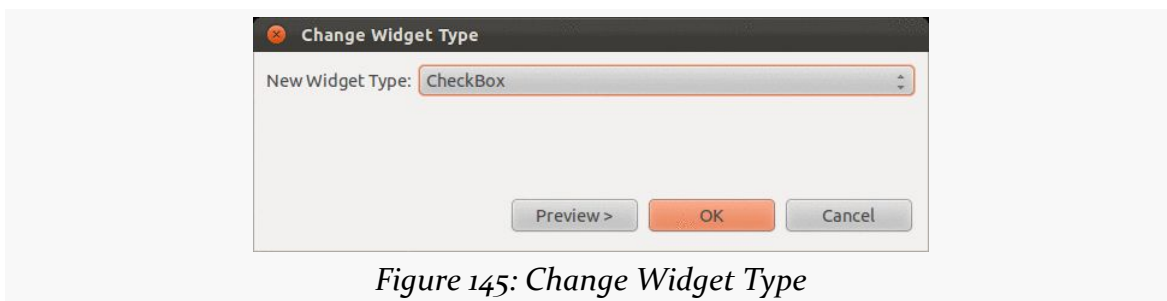 Change Widget Type
New Widget Type: CheckBox
Preview > OK Cancel
Figure 145: Change Widget Type